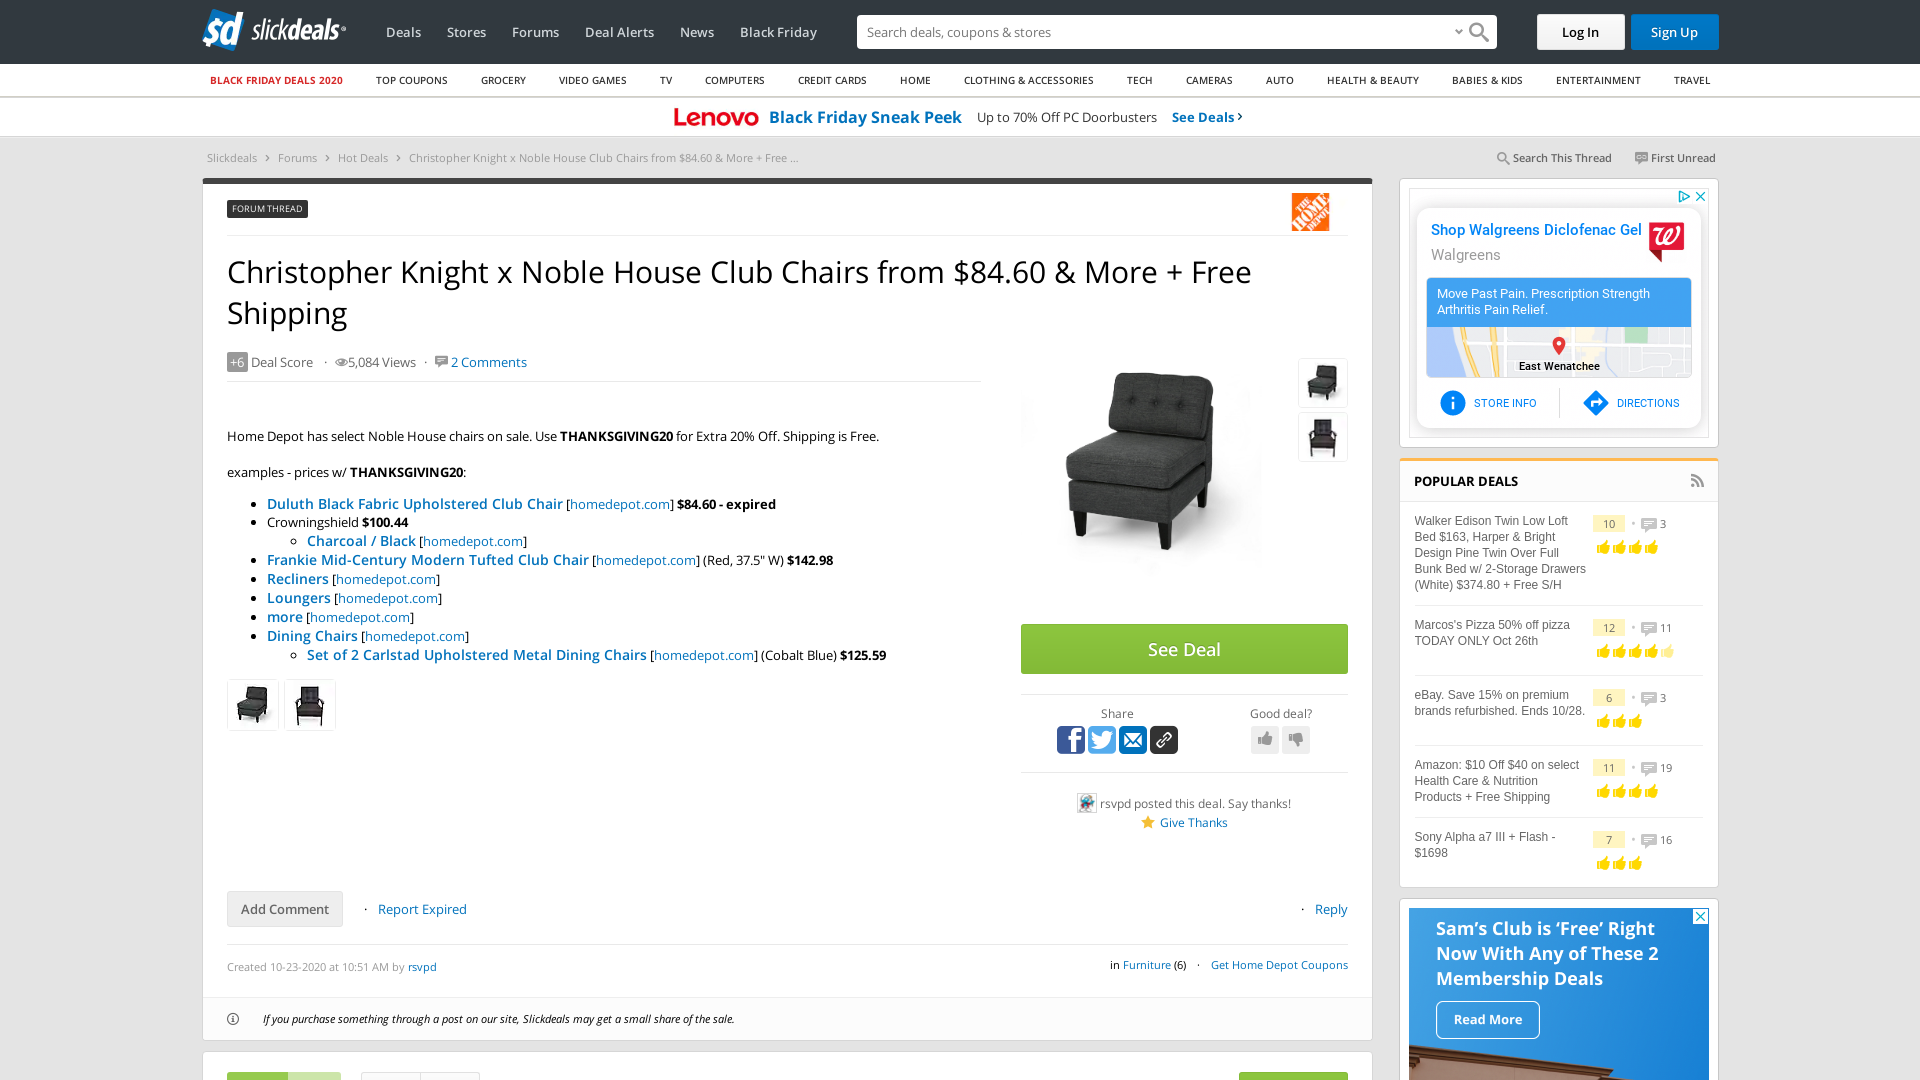 slickdeals
Deals
Stores
Forums
Deal Alerts
News
Black Friday
Search deals, coupons & shopping
Log In
Sign Up
BLACK FRIDAY DEALS 2020
TOP COUPONS
GROCERY
VIDEO GAMES
TV
COMPUTERS
CREDIT CARDS
HOME
CLOTHING & ACCESSORIES
TECH
CAMERAS
AUTO
HEALTH & BEAUTY
BABIES & KIDS
ENTERTAINMENT
TRAVEL
Lenovo Black Friday Sneak Peek Up to 70% Off PC Doorbusters See Deals ›
Slickdeals › Forums › Hot Deals › Christopher Knight x Noble House Club Chairs from $84.60 & More + Free ...
Search This Thread
First Unread
FORUM THREAD
THE HOME DEPOT
Christopher Knight x Noble House Club Chairs from $84.60 & More + Free
Shipping
+6 Deal Score · 5,084 Views · 2 Comments
Home Depot has select Noble House chairs on sale. Use THANKSGIVING20 for Extra 20% Off. Shipping is Free.
examples - prices w/ THANKSGIVING20:
Duluth Black Fabric Upholstered Club Chair [homedepot.com] $84.60 - expired
Crowningshield $100.44
Charcoal / Black [homedepot.com]
Frankie Mid-Century Modern Tufted Club Chair [homedepot.com] (Red, 37.5" W) $142.98
Recliners [homedepot.com]
Loungers [homedepot.com]
more [homedepot.com]
Dining Chairs [homedepot.com]
Set of 2 Carlstad Upholstered Metal Dining Chairs [homedepot.com] (Cobalt Blue) $125.59
See Deal
Share
Good deal?
rsvpd posted this deal. Say thanks!
Give Thanks
Add Comment · Report Expired
· Reply
Created 10-23-2020 at 10:51 AM by rsvpd
in Furniture (6) · Get Home Depot Coupons
If you purchase something through a post on our site, Slickdeals may get a small share of the sale.
Shop Walgreens Diclofenac Gel
Walgreens
Move Past Pain. Prescription Strength
Arthritis Pain Relief.
East Wenatchee
STORE INFO
DIRECTIONS
POPULAR DEALS
Walker Edison Twin Low Loft
Bed $163, Harper & Bright
Design Pine Twin Over Full
Bunk Bed w/ 2-Storage Drawers
(White) $374.80 + Free S/H
10 · 3
Marcos's Pizza 50% off pizza
TODAY ONLY Oct 26th
12 · 11
eBay. Save 15% on premium
brands refurbished. Ends 10/28.
6 · 3
Amazon: $10 Off $40 on select
Health Care & Nutrition
Products + Free Shipping
11 · 19
Sony Alpha a7 III + Flash -
$1698
7 · 16
Sam's Club is 'Free' Right
Now With Any of These 2
Membership Deals
Read More